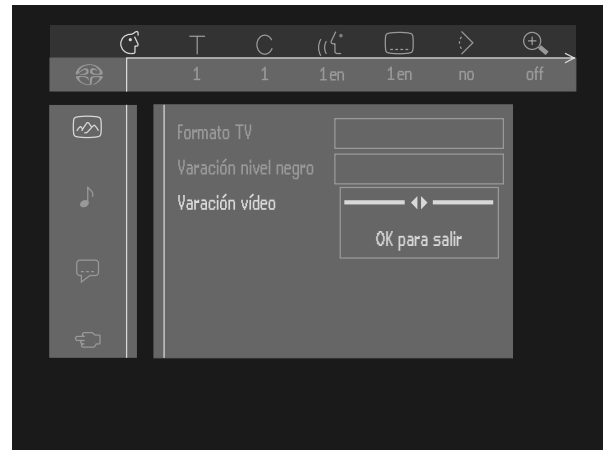 T C
1 1 1en 1en no off
Formato TV
Varación nivel negro
Varación vídeo
OK para salir